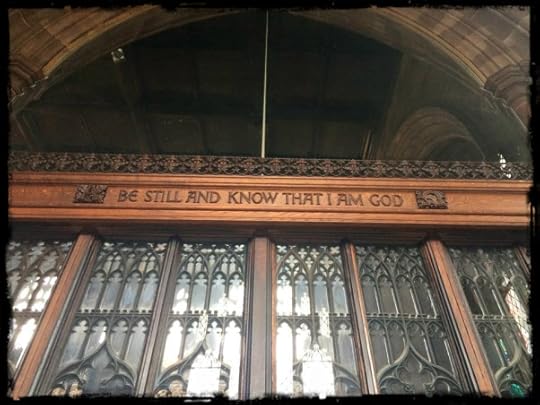 BE STILL AND KNOW THAT I AM GOD